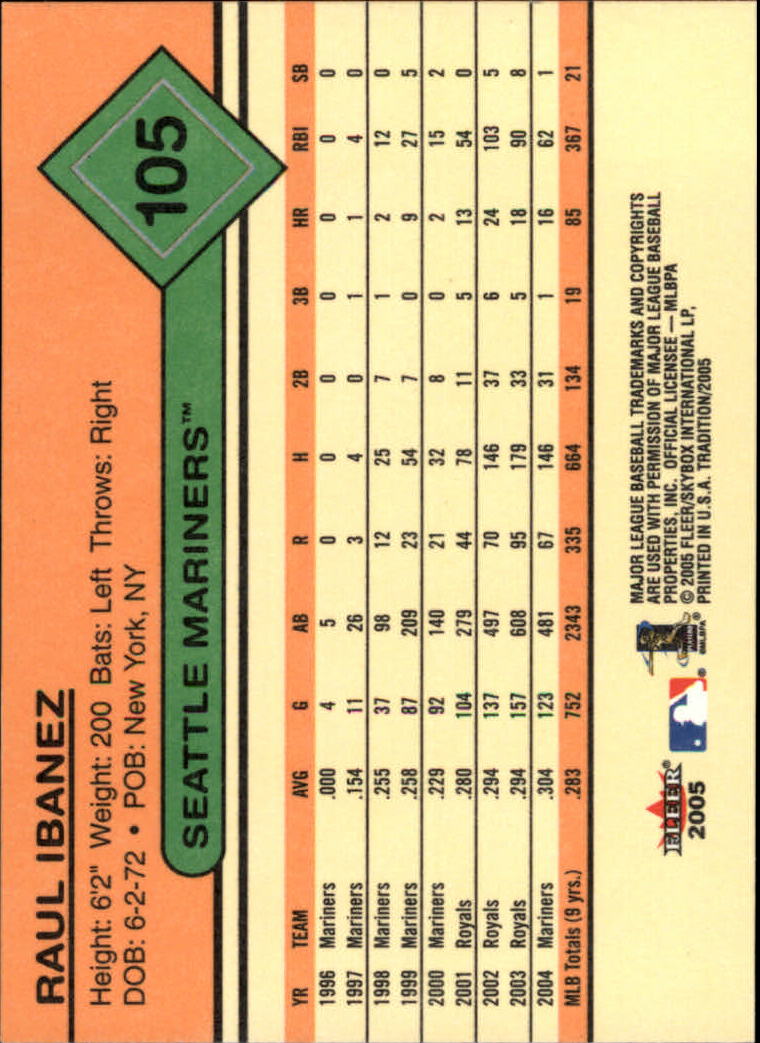 RAUL IBANEZ
Height: 6'2" Weight: 200 Bats: Left Throws: Right
DOB: 6-2-72 • POB: New York, NY
105
SEATTLE MARINERS™
YR TEAM AVG G AB R H 2B 3B HR RBI SB
1996 Mariners .000 4 5 0 0 0 0 0 0 0
1997 Mariners .154 11 26 3 4 0 1 1 4 0
1998 Mariners .255 37 98 12 25 7 1 2 12 0
1999 Mariners .258 87 209 23 54 7 0 9 27 5
2000 Mariners .229 92 140 21 32 8 0 2 15 2
2001 Royals .280 104 279 44 78 11 5 13 54 0
2002 Royals .294 137 497 70 146 37 6 24 103 5
2003 Royals .294 157 608 95 179 33 5 18 90 8
2004 Mariners .304 123 481 67 146 31 1 16 62 1
MLB Totals (9 yrs.) .283 752 2343 335 664 134 19 85 367 21
FLEER®
2005
®
®
©MLBPA
MAJOR LEAGUE BASEBALL TRADEMARKS AND COPYRIGHTS
ARE USED WITH PERMISSION OF MAJOR LEAGUE BASEBALL
PROPERTIES, INC. OFFICIAL LICENSEE — MLBPA
© 2005 FLEER/SKYBOX INTERNATIONAL LP,
PRINTED IN U.S.A. TRADITION/2005